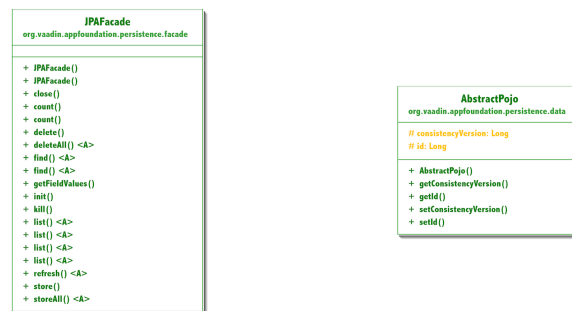 JPAFacade
org.vaadin.appfoundation.persistence.facade
+ JPAFacade()
+ JPAFacade()
+ close()
+ count()
+ count()
+ delete()
+ deleteAll() <A>
+ find() <A>
+ find() <A>
+ getFieldValues()
+ init()
+ kill()
+ list() <A>
+ list() <A>
+ list() <A>
+ list() <A>
+ refresh() <A>
+ store()
+ storeAll() <A>
AbstractPojo
org.vaadin.appfoundation.persistence.data
# consistencyVersion: Long
# id: Long
+ AbstractPojo()
+ getConsistencyVersion()
+ getId()
+ setConsistencyVersion()
+ setId()